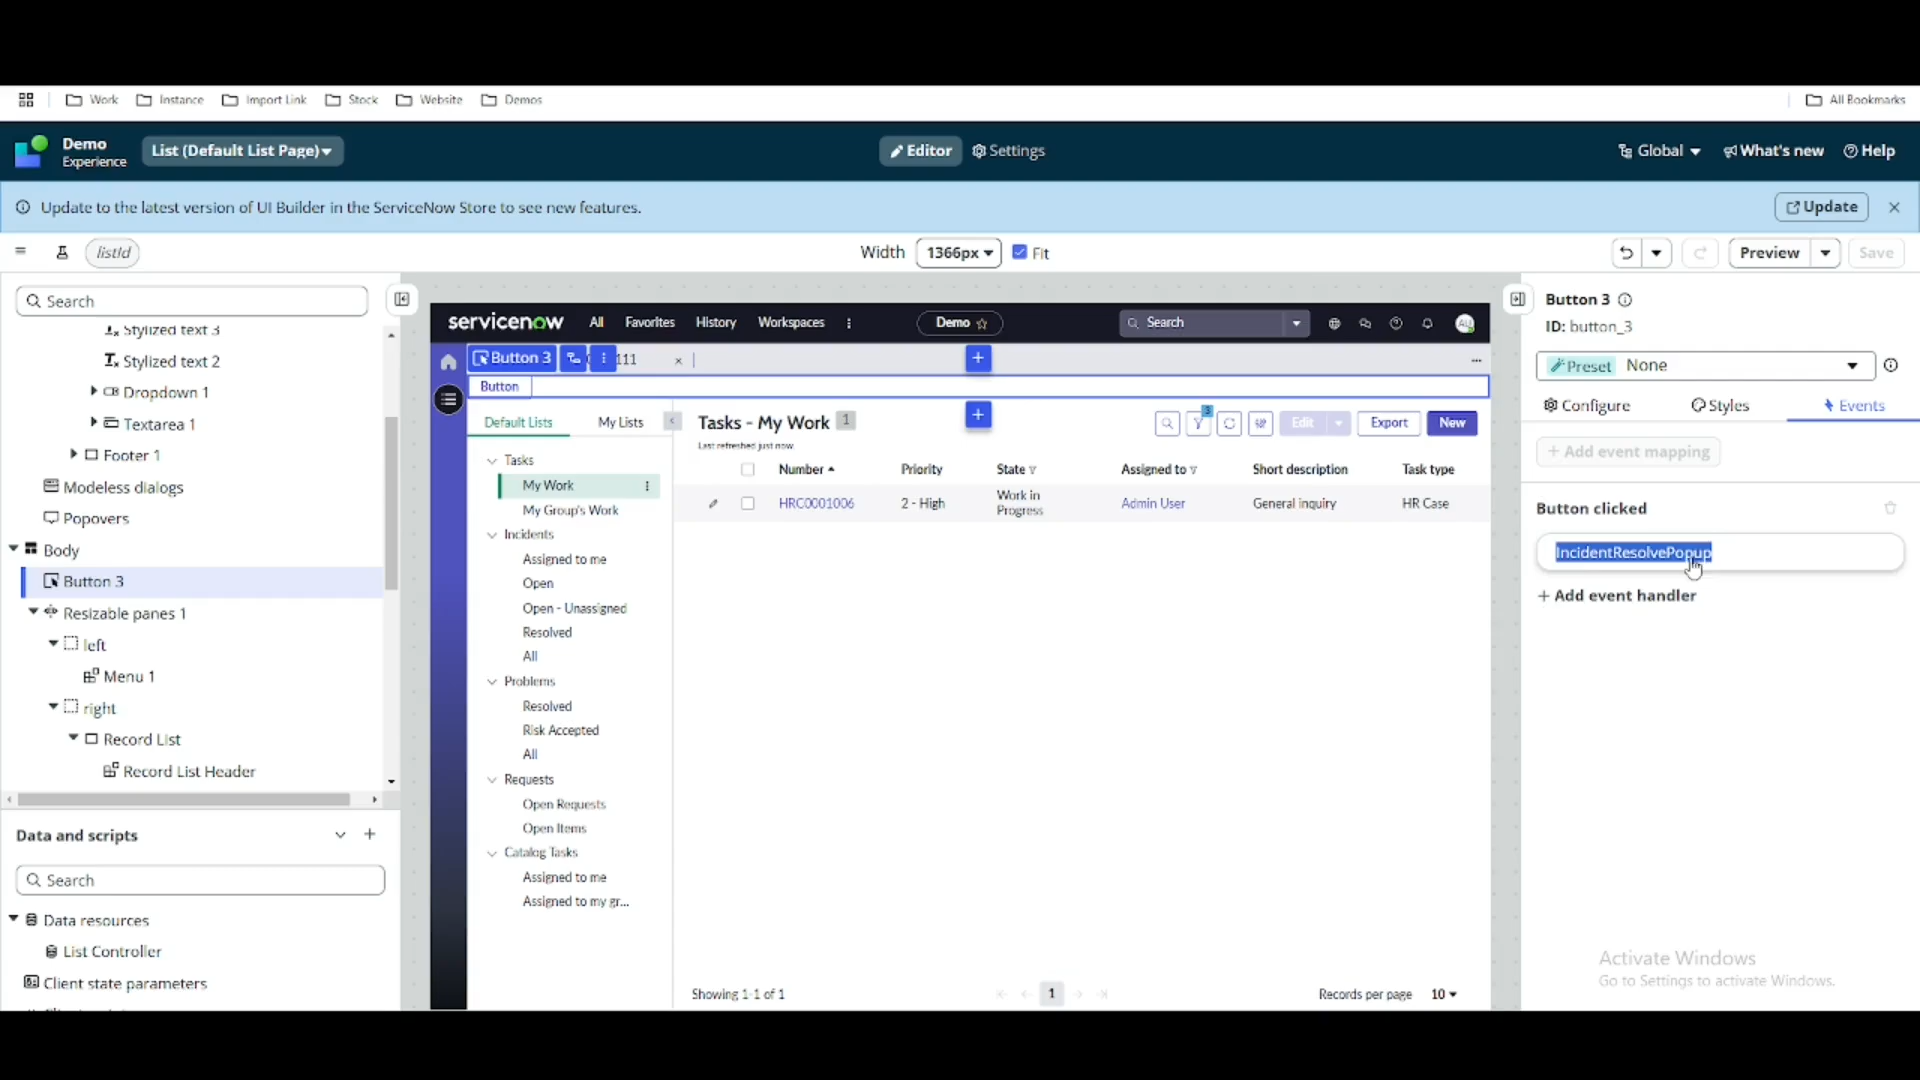 Work Instance Import Link Stock Website Demos All Bookmarks
Demo
Experience
List (Default List Page)
Editor Settings
Global What's new Help
Update to the latest version of UI Builder in the ServiceNow Store to see new features.
Update
listId
Width 1366px Fit
Preview Save
Search
Stylized text 3
Stylized text 2
Dropdown 1
Textarea 1
Footer 1
Modeless dialogs
Popovers
Body
Button 3
Resizable panes 1
left
Menu 1
right
Record List
Record List Header
Data and scripts
Search
Data resources
List Controller
Client state parameters
servicenow All Favorites History Workspaces Demo Search
Button 3
111
Button
Default Lists My Lists
Tasks
My Work
My Group's Work
Incidents
Assigned to me
Open
Open - Unassigned
Resolved
All
Problems
Resolved
Risk Accepted
All
Requests
Open Requests
Open Items
Catalog Tasks
Assigned to me
Assigned to my gr...
Tasks - My Work 1
Last refreshed just now
3
Edit Export New
Number Priority State Assigned to Short description Task type
HRC0001006 2 - High Work in Progress Admin User General inquiry HR Case
Showing 1-1 of 1
1
Records per page 10
Button 3
ID: button_3
Preset None
Configure Styles Events
+ Add event mapping
Button clicked
IncidentResolvePopup
+ Add event handler
Activate Windows
Go to Settings to activate Windows.